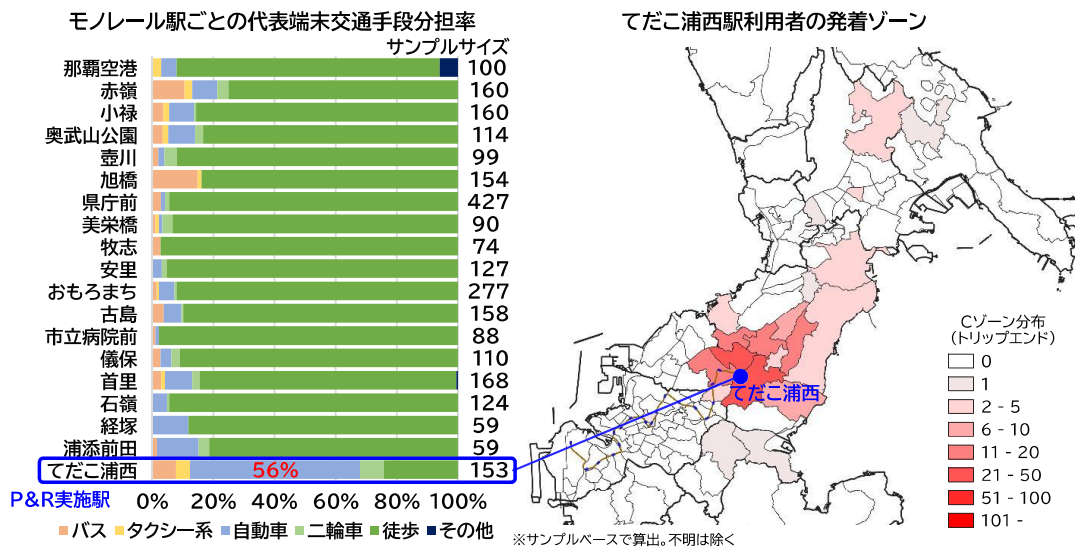 モノレール駅ごとの代表端末交通手段分担率
サンプルサイズ
那覇空港 100
赤嶺 160
小禄 160
奥武山公園 114
壺川 99
旭橋 154
県庁前 427
美栄橋 90
牧志 74
安里 127
おもろまち 277
古島 158
市立病院前 88
儀保 110
首里 168
石嶺 124
経塚 59
浦添前田 59
てだこ浦西 56% 153
P&R実施駅
0% 20% 40% 60% 80% 100%
バス タクシー系 自動車 二輪車 徒歩 その他
てだこ浦西駅利用者の発着ゾーン
てだこ浦西
Cゾーン分布
(トリップエンド)
0
1
2 - 5
6 - 10
11 - 20
21 - 50
51 - 100
101 -
※サンプルベースで算出。不明は除く